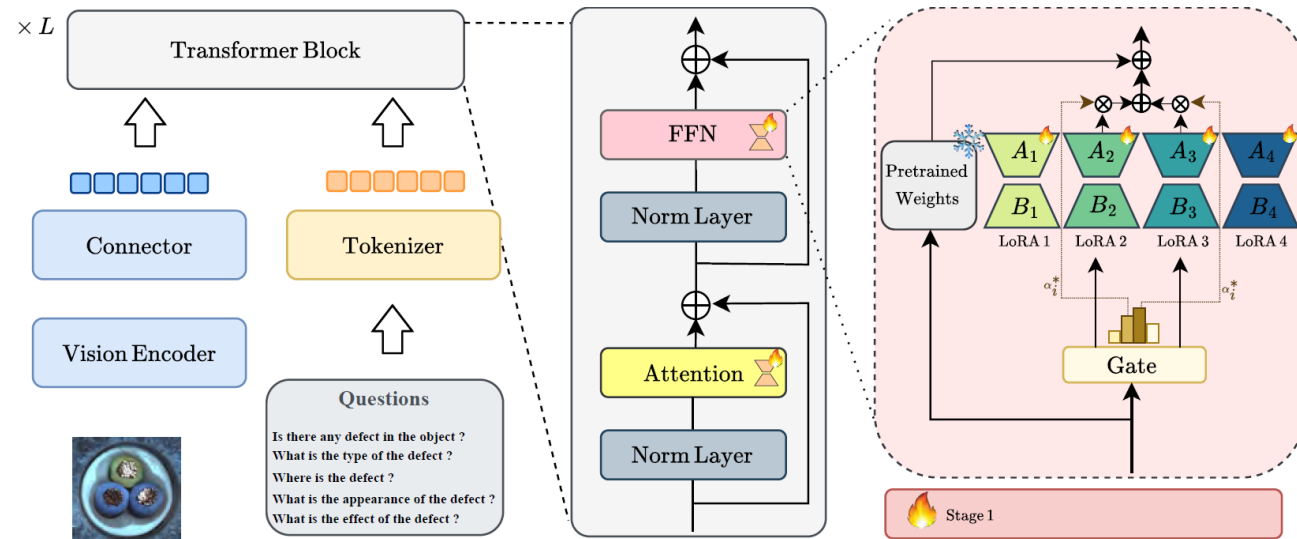 × L
Transformer Block
Connector
Vision Encoder
Tokenizer
Questions
Is there any defect in the object ?
What is the type of the defect ?
Where is the defect ?
What is the appearance of the defect ?
What is the effect of the defect ?
FFN
Norm Layer
Attention
Norm Layer
Pretrained
Weights
A₁ A₂ A₃ A₄
B₁ B₂ B₃ B₄
LoRA 1 LoRA 2 LoRA 3 LoRA 4
αᵢ* αᵢ*
Gate
Stage 1